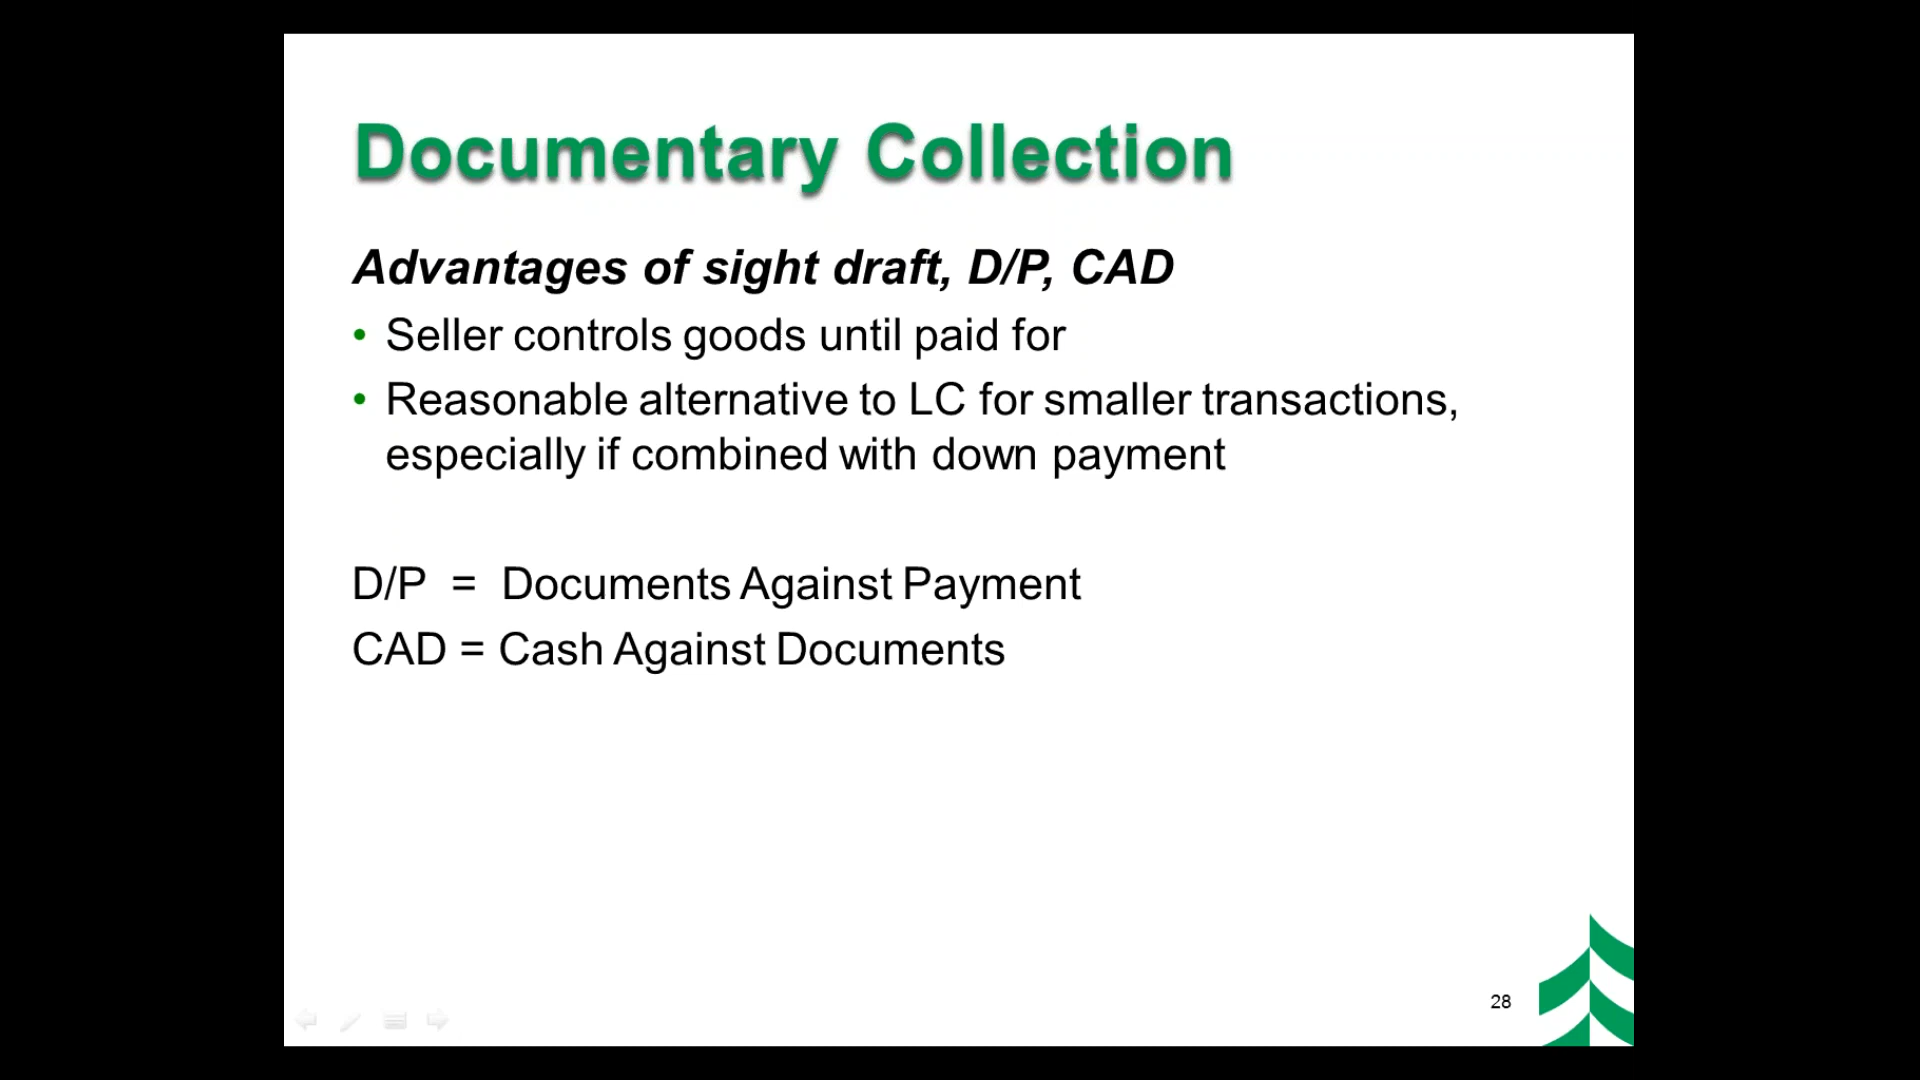 Documentary Collection
Advantages of sight draft, D/P, CAD
• Seller controls goods until paid for
• Reasonable alternative to LC for smaller transactions,
especially if combined with down payment
D/P = Documents Against Payment
CAD = Cash Against Documents
28